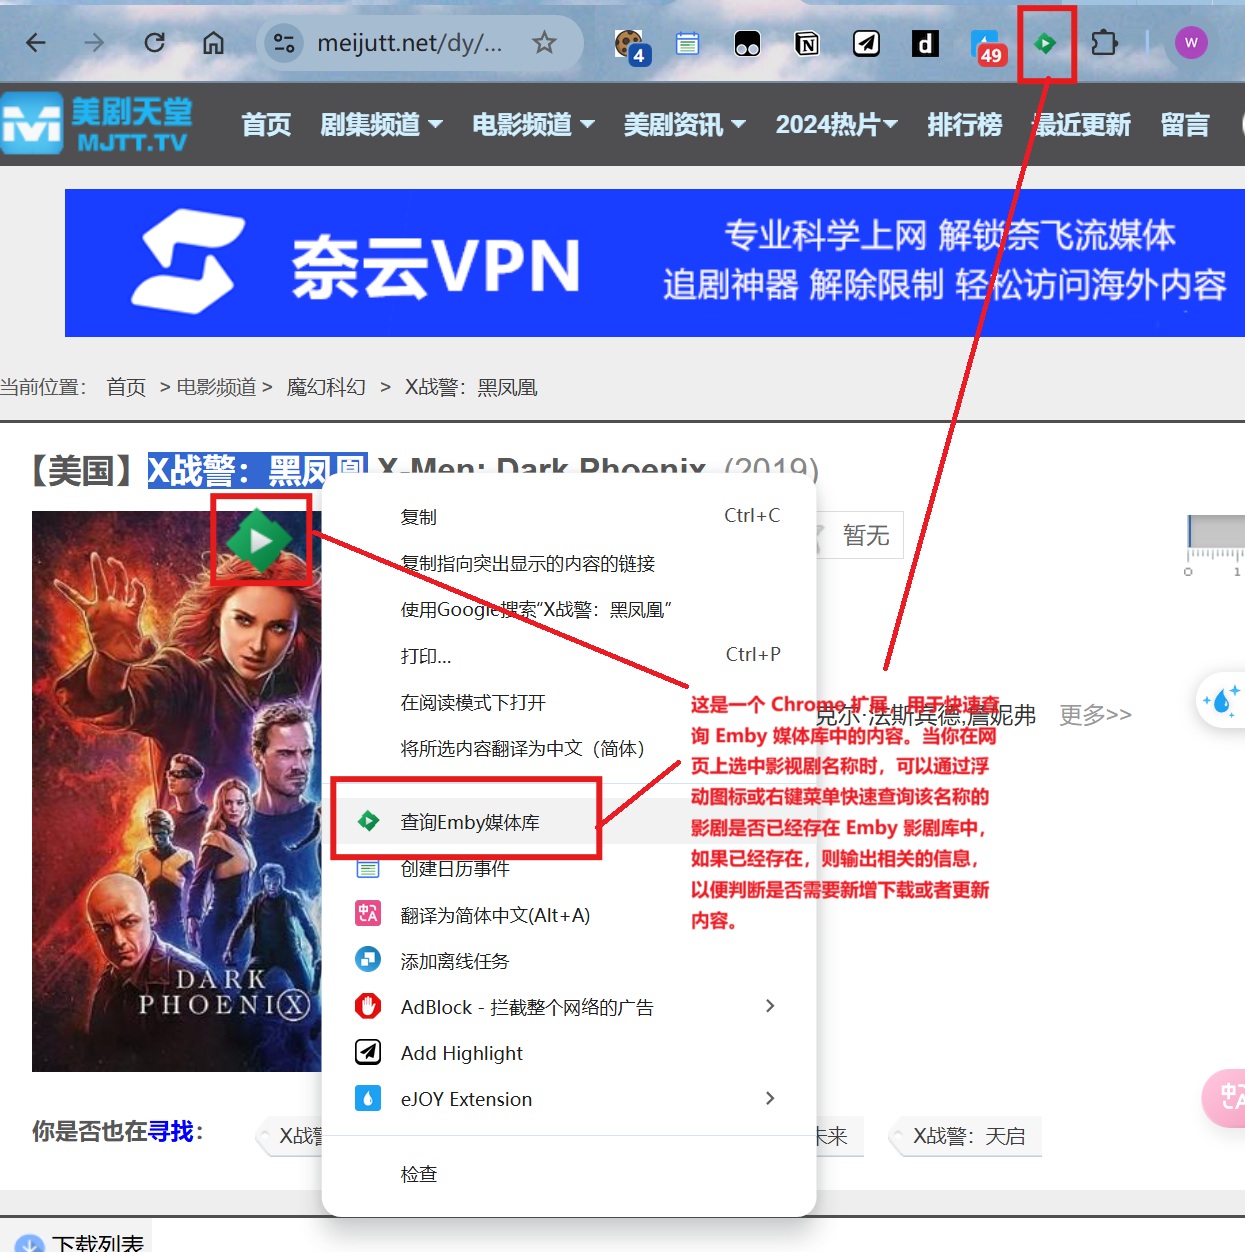 meijutt.net/dy/...
4
49
W
美剧天堂
MJTT.TV
首页 剧集频道 电影频道 美剧资讯 2024热片 排行榜 最近更新 留言
奈云VPN
专业科学上网 解锁奈飞流媒体
追剧神器 解除限制 轻松访问海外内容
当前位置： 首页 > 电影频道 > 魔幻科幻 > X战警：黑凤凰
【美国】X战警：黑凤凰 X-Men: Dark Phoenix (2019)
复制 Ctrl+C
暂无
0 1
复制指向突出显示的内容的链接
使用Google搜索“X战警：黑凤凰”
打印... Ctrl+P
在阅读模式下打开
克尔·法斯宾德,詹妮弗 更多>>
将所选内容翻译为中文（简体）
查询Emby媒体库
创建日历事件
翻译为简体中文(Alt+A)
添加离线任务
AdBlock - 拦截整个网络的广告
Add Highlight
eJOY Extension
检查
这是一个 Chrome 扩展，用于快速查
询 Emby 媒体库中的内容。当你在网
页上选中影视剧名称时，可以通过浮
动图标或右键菜单快速查询该名称的
影剧是否已经存在 Emby 影剧库中，
如果已经存在，则输出相关的信息，
以便判断是否需要新增下载或者更新
内容。
DARK
PHOENIX
你是否也在寻找： X战警 未来 X战警：天启
下载列表